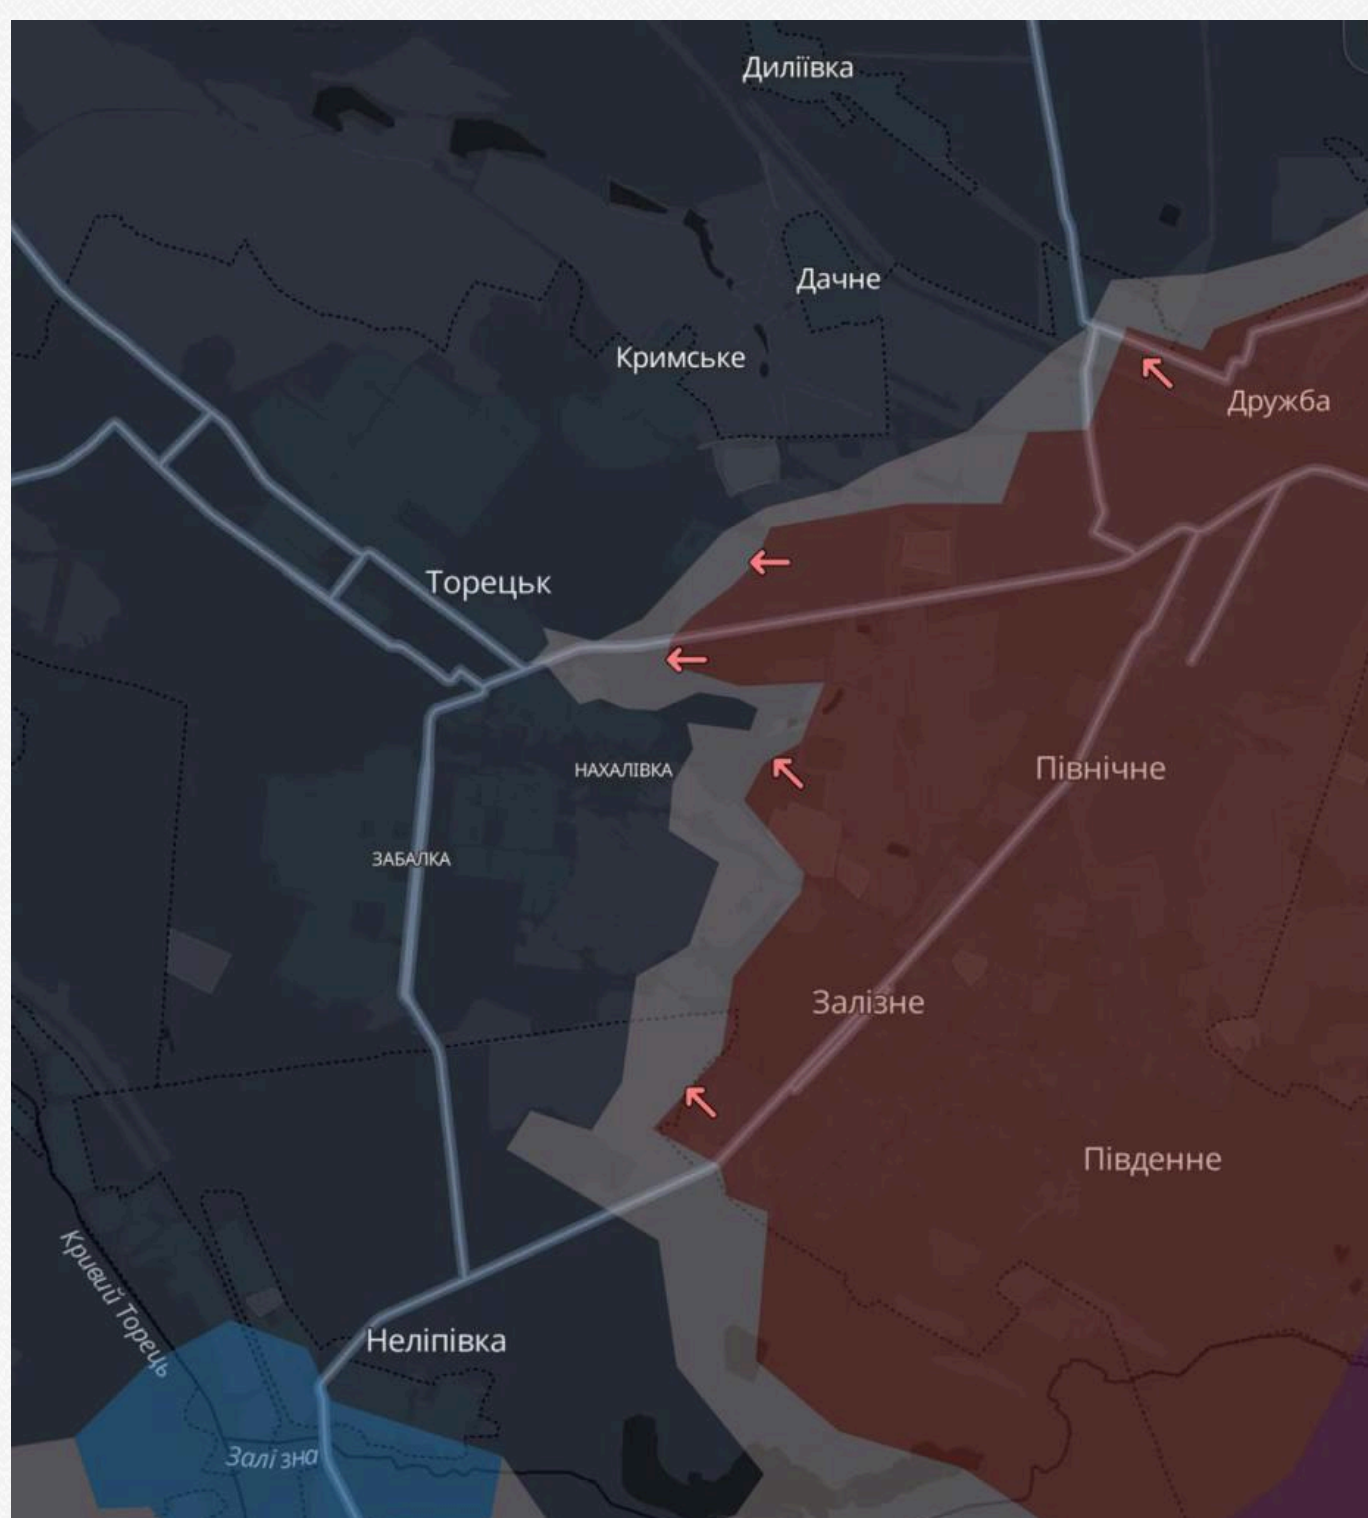 Диліївка
Дачне
Кримське
Дружба
Торецьк
НАХАЛІВКА
Північне
ЗАБАЛКА
Залізне
Південне
Кривий Торець
Неліпівка
Залізна